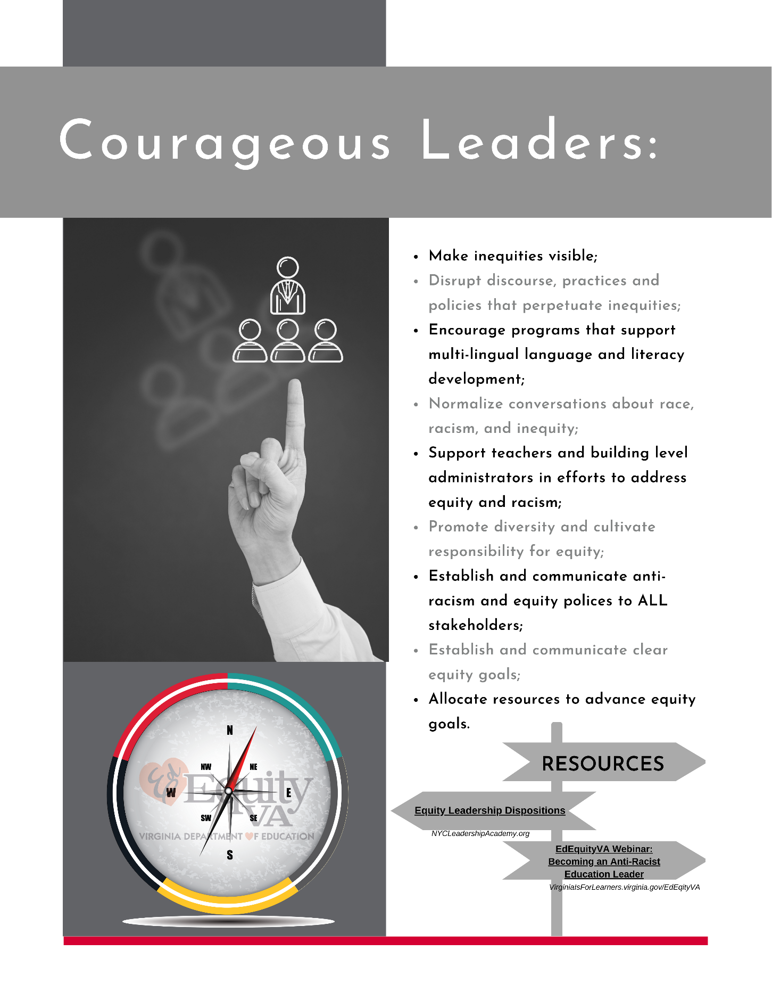 Courageous Leaders:
• Make inequities visible;
• Disrupt discourse, practices and
policies that perpetuate inequities;
• Encourage programs that support
multi-lingual language and literacy
development;
• Normalize conversations about race,
racism, and inequity;
• Support teachers and building level
administrators in efforts to address
equity and racism;
• Promote diversity and cultivate
responsibility for equity;
• Establish and communicate anti-
racism and equity polices to ALL
stakeholders;
• Establish and communicate clear
equity goals;
• Allocate resources to advance equity
goals.
N
NW NE
W E
SW SE
S
Ed EquityVA
VIRGINIA DEPARTMENT OF EDUCATION
RESOURCES
Equity Leadership Dispositions
NYCLeadershipAcademy.org
EdEquityVA Webinar:
Becoming an Anti-Racist
Education Leader
VirginiaIsForLearners.virginia.gov/EdEqityVA